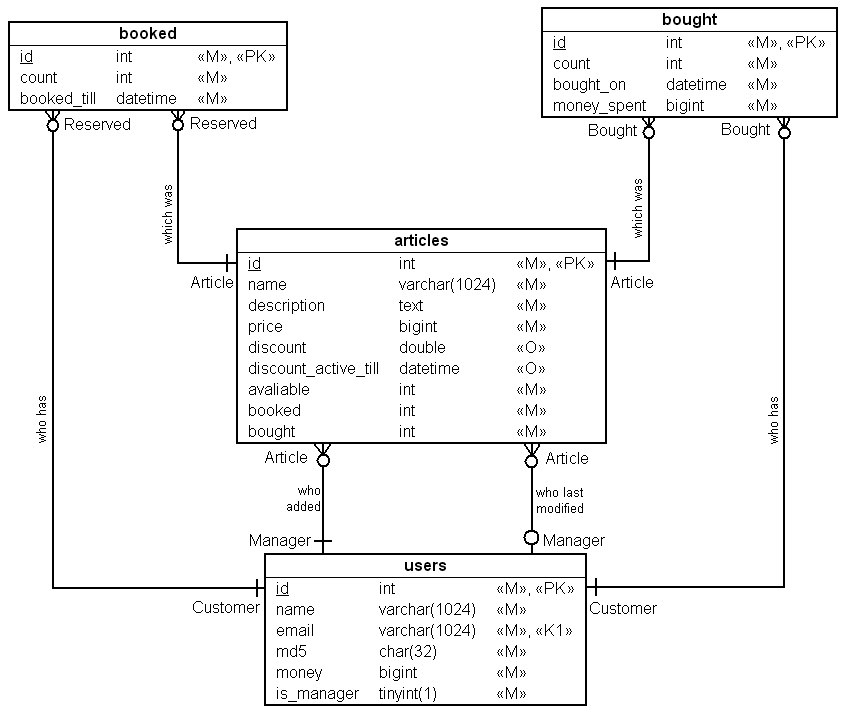 booked
id int «M», «PK»
count int «M»
booked_till datetime «M»
bought
id int «M», «PK»
count int «M»
bought_on datetime «M»
money_spent bigint «M»
Reserved
Reserved
Bought
Bought
which was
which was
articles
id int «M», «PK»
name varchar(1024) «M»
description text «M»
price bigint «M»
discount double «O»
discount_active_till datetime «O»
avaliable int «M»
booked int «M»
bought int «M»
Article
Article
who has
who has
Article
Article
who
added
who last
modified
Manager
Manager
users
id int «M», «PK»
name varchar(1024) «M»
email varchar(1024) «M», «K1»
md5 char(32) «M»
money bigint «M»
is_manager tinyint(1) «M»
Customer
Customer